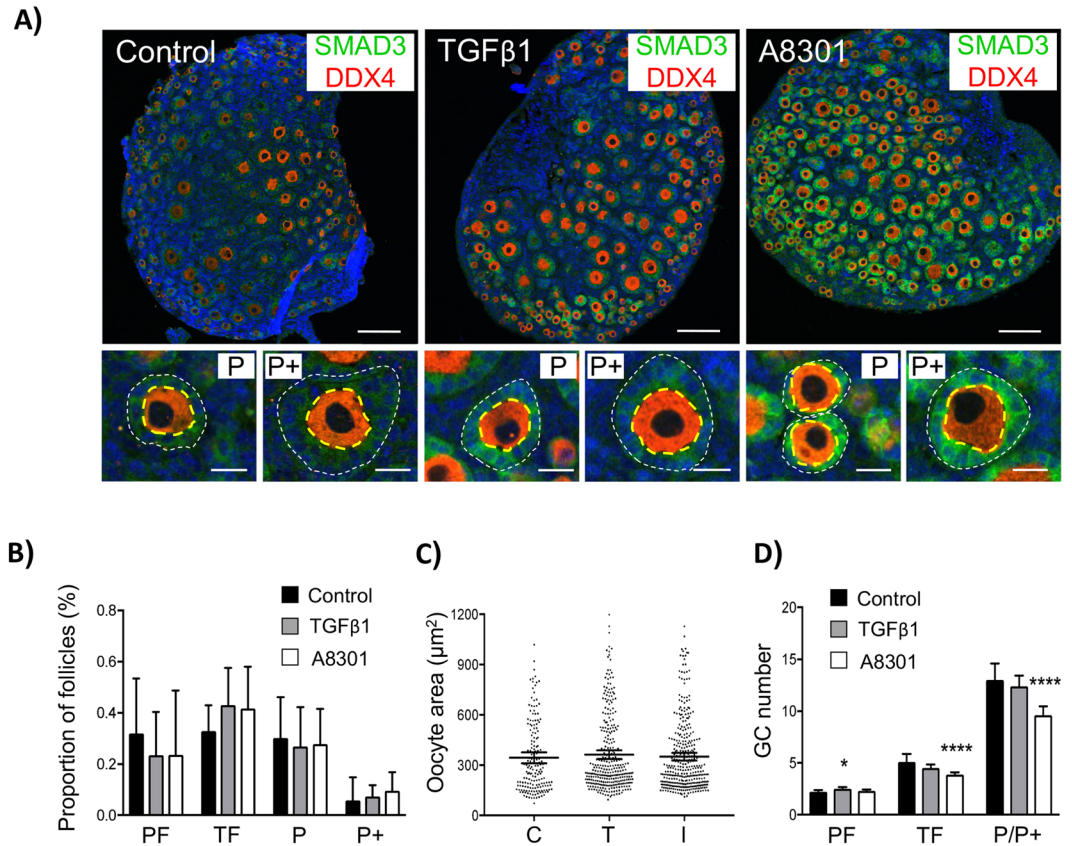 A)
Control
SMAD3
DDX4
TGFβ1
SMAD3
DDX4
A8301
SMAD3
DDX4
P
P+
P
P+
P
P+
B)
Proportion of follicles (%)
0.8
0.6
0.4
0.2
0.0
Control
TGFβ1
A8301
PF TF P P+
C)
Oocyte area (µm²)
1200
900
600
300
0
C T I
D)
GC number
20
15
10
5
0
Control
TGFβ1
A8301
*
****
****
PF TF P/P+